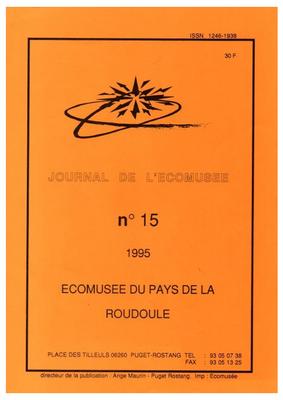 ISSN 1246-1938
30 F
JOURNAL DE L'ECOMUSEE
n° 15
1995
ECOMUSEE DU PAYS DE LA
ROUDOULE
PLACE DES TILLEULS 06260 PUGET-ROSTANG TEL : 93 05 07 38
FAX : 93 05 13 25
directeur de la publication : Ange Maurin - Puget Rostang. Imp : Ecomusée